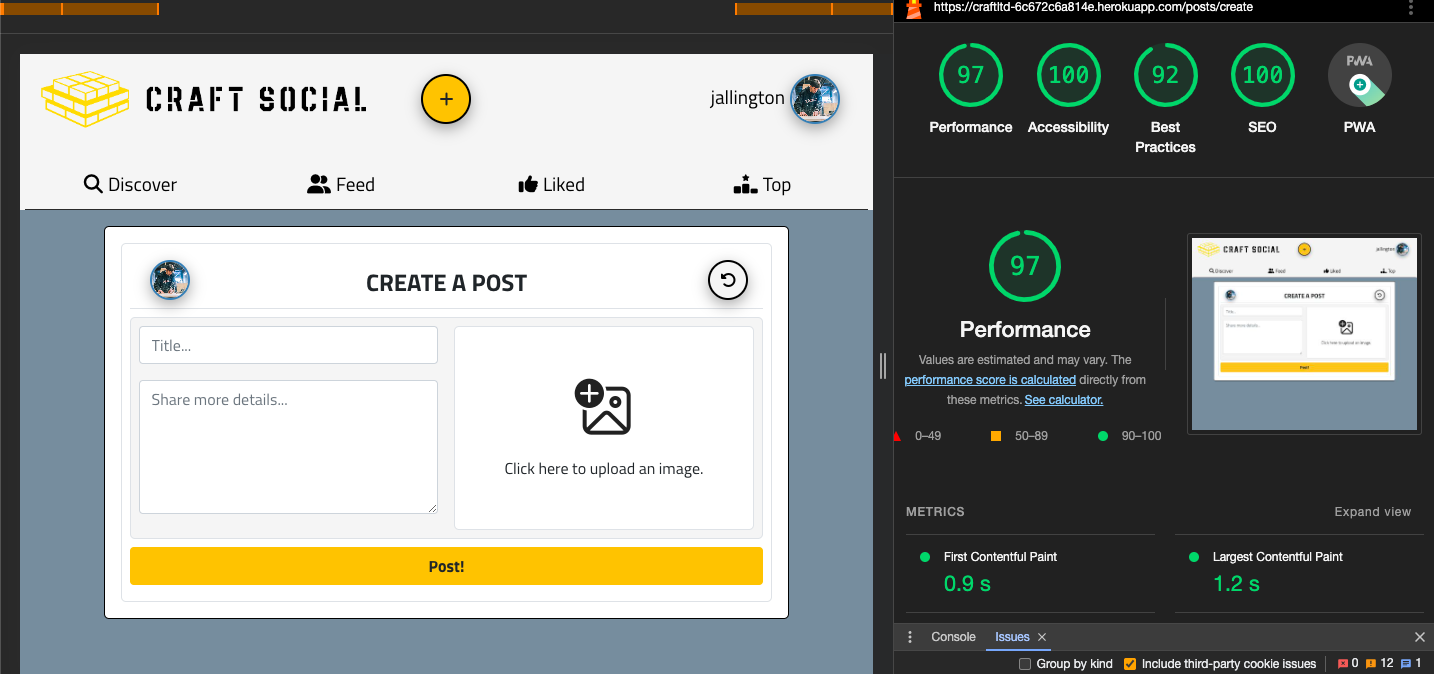 CRAFT SOCIAL
+
jallington
Discover
Feed
Liked
Top
CREATE A POST
Title...
Share more details...
Click here to upload an image.
Post!
https://craftltd-6c672c6a814e.herokuapp.com/posts/create
97
100
92
100
PWA
Performance
Accessibility
Best
Practices
SEO
PWA
97
Performance
Values are estimated and may vary. The
performance score is calculated directly from
these metrics. See calculator.
0–49
50–89
90–100
CRAFT SOCIAL
jallington
Discover
Feed
Liked
Top
CREATE A POST
Title...
Share more details...
Click here to upload an image.
Post!
METRICS
Expand view
First Contentful Paint
0.9 s
Largest Contentful Paint
1.2 s
Console
Issues
Group by kind
Include third-party cookie issues
0
12
1